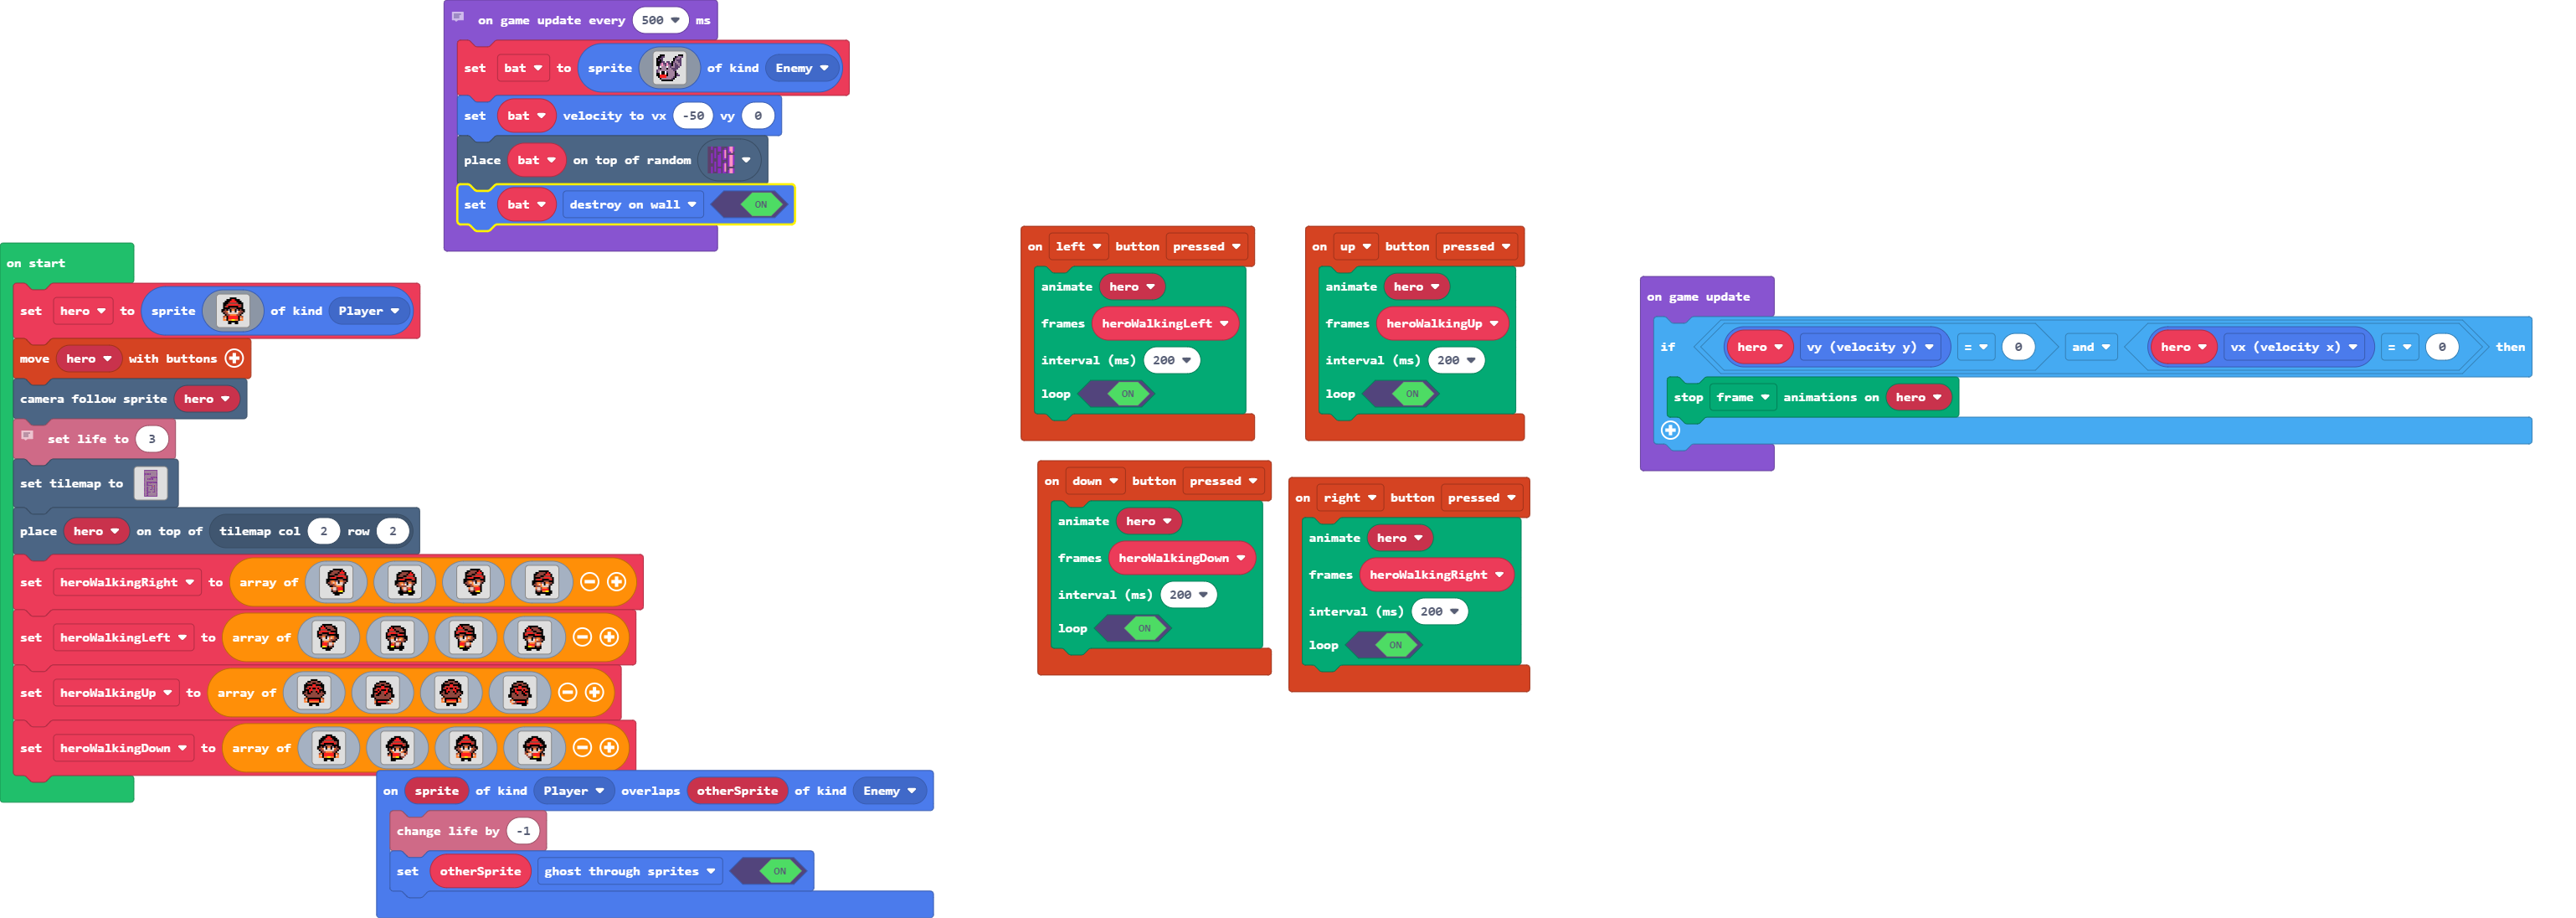 on game update every 500 ms
set bat to sprite of kind Enemy
set bat velocity to vx -50 vy 0
place bat on top of random
set bat destroy on wall ON
on start
set hero to sprite of kind Player
move hero with buttons
camera follow sprite hero
set life to 3
set tilemap to
place hero on top of tilemap col 2 row 2
set heroWalkingRight to array of
set heroWalkingLeft to array of
set heroWalkingUp to array of
set heroWalkingDown to array of
on sprite of kind Player overlaps otherSprite of kind Enemy
change life by -1
set otherSprite ghost through sprites ON
on left button pressed
animate hero
frames heroWalkingLeft
interval (ms) 200
loop ON
on up button pressed
animate hero
frames heroWalkingUp
interval (ms) 200
loop ON
on down button pressed
animate hero
frames heroWalkingDown
interval (ms) 200
loop ON
on right button pressed
animate hero
frames heroWalkingRight
interval (ms) 200
loop ON
on game update
if hero vy (velocity y) = 0 and hero vx (velocity x) = 0 then
stop frame animations on hero